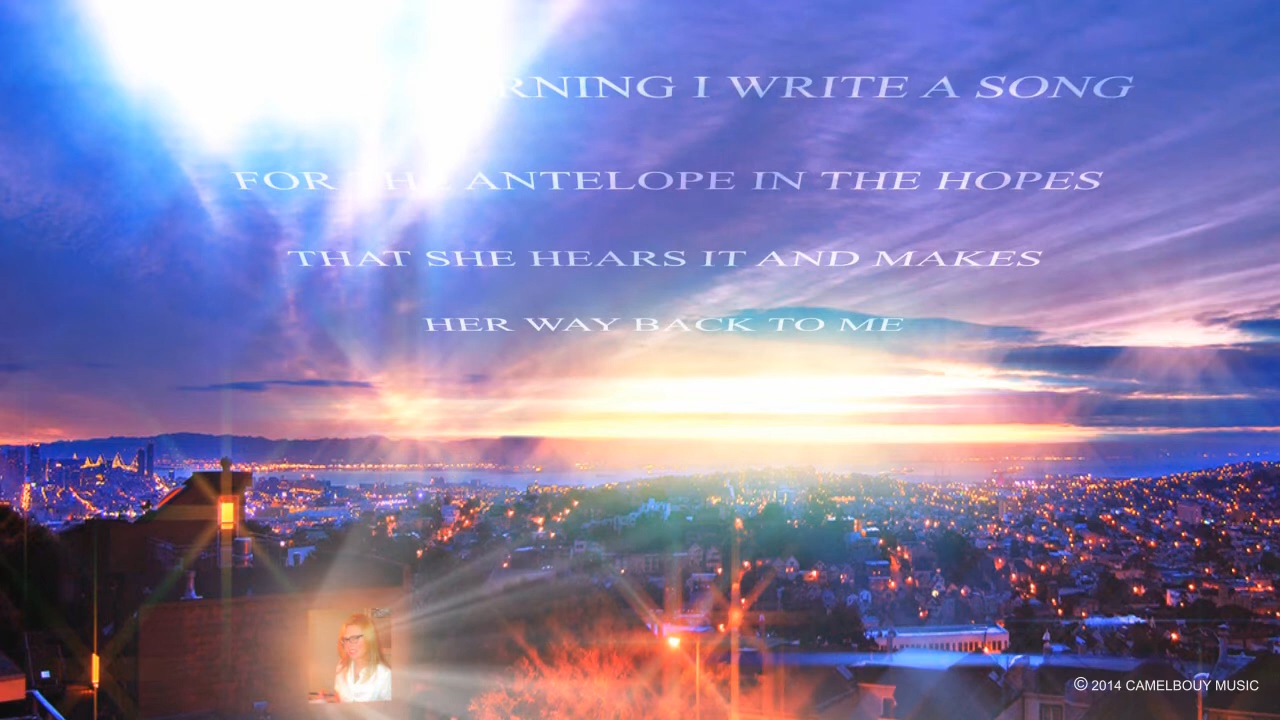 RNING I WRITE A SONG
FOR THE ANTELOPE IN THE HOPES
THAT SHE HEARS IT AND MAKES
HER WAY BACK TO ME
© 2014 CAMELBOUY MUSIC